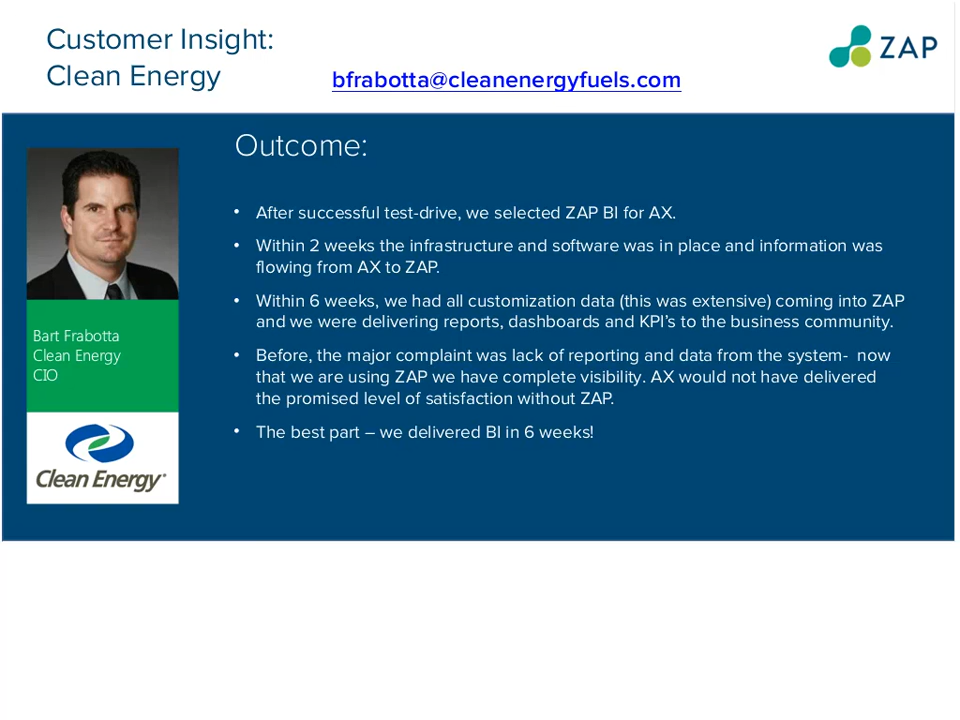 Customer Insight:
Clean Energy
bfrabotta@cleanenergyfuels.com
ZAP
Outcome:
• After successful test-drive, we selected ZAP BI for AX.
• Within 2 weeks the infrastructure and software was in place and information was
flowing from AX to ZAP.
• Within 6 weeks, we had all customization data (this was extensive) coming into ZAP
and we were delivering reports, dashboards and KPI's to the business community.
• Before, the major complaint was lack of reporting and data from the system- now
that we are using ZAP we have complete visibility. AX would not have delivered
the promised level of satisfaction without ZAP.
• The best part – we delivered BI in 6 weeks!
Bart Frabotta
Clean Energy
CIO
Clean Energy